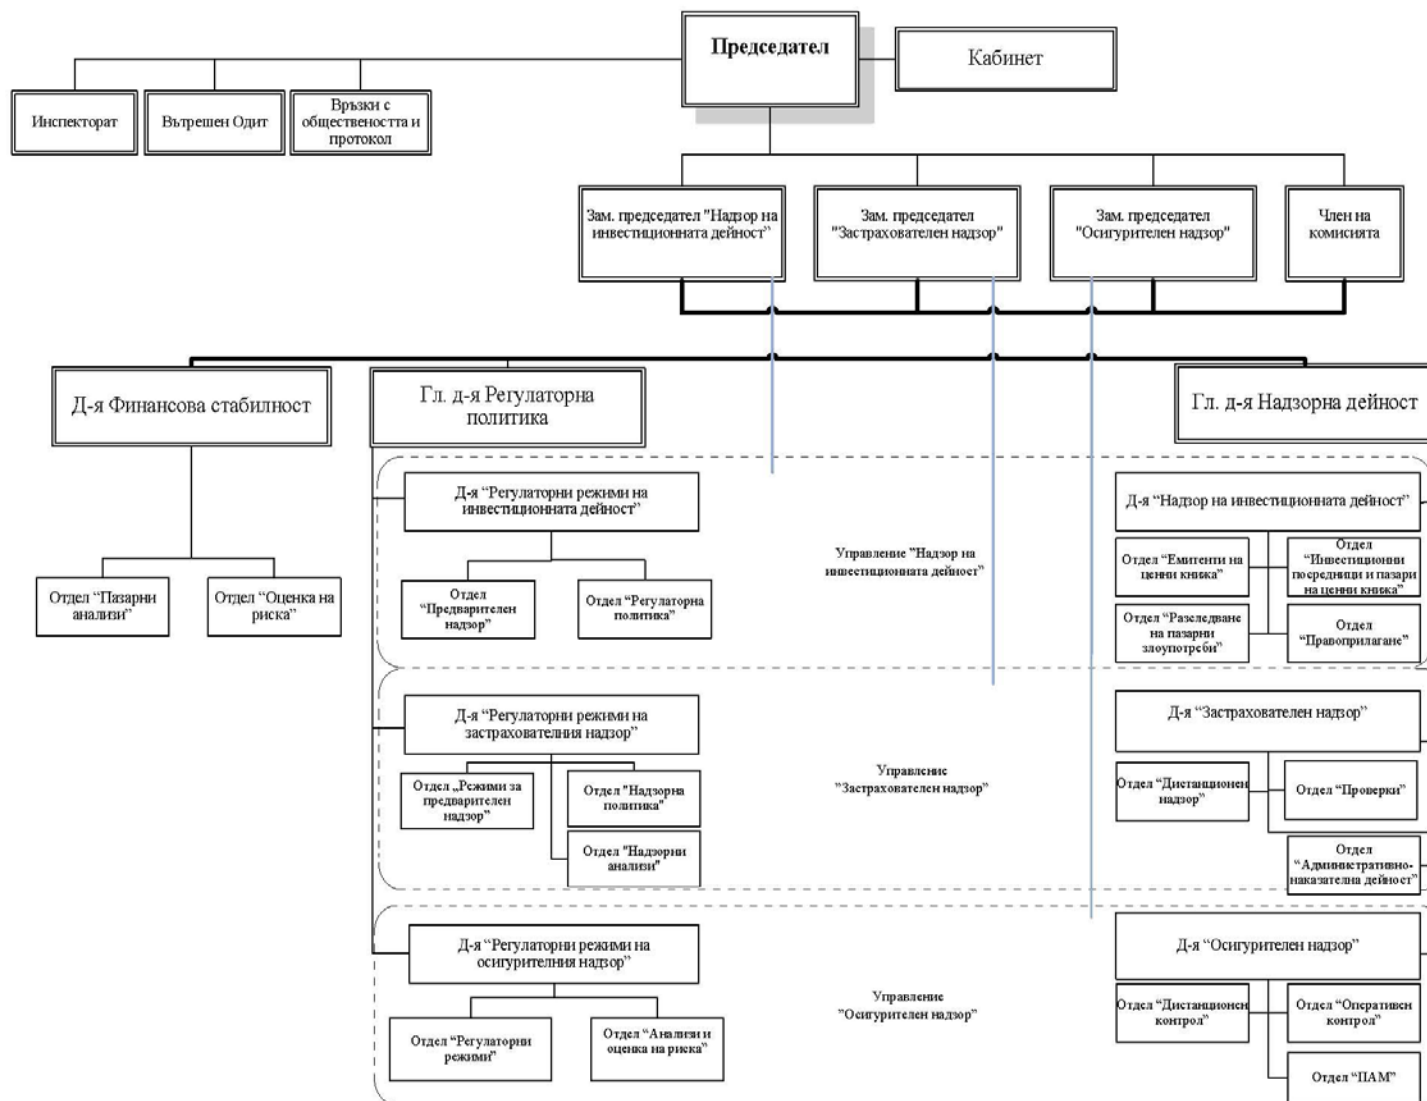 Председател
Кабинет
Инспекторат
Вътрешен Одит
Връзки с
обществеността и
протокол
Зам. председател "Надзор на
инвестиционната дейност”
Зам. председател
"Застрахователен надзор"
Зам. председател
"Осигурителен надзор"
Член на
комисията
Д-я Финансова стабилност
Гл. д-я Регулаторна
политика
Гл. д-я Надзорна дейност
Отдел “Пазарни
анализи”
Отдел “Оценка на
риска”
Д-я “Регулаторни режими на
инвестиционната дейност”
Отдел
“Предварителен
надзор”
Отдел “Регулаторна
политика”
Управление "Надзор на
инвестиционната дейност”
Д-я “Надзор на инвестиционната дейност”
Отдел “Емитенти на
ценни книжа”
Отдел
“Инвестиционни
посредници и пазари
на ценни книжа”
Отдел “Разследване
на пазарни
злоупотреби”
Отдел
“Правоприлагане”
Д-я “Регулаторни режими на
застрахователния надзор”
Отдел „Режими за
предварителен
надзор”
Отдел "Надзорна
политика"
Отдел "Надзорни
анализи"
Управление
"Застрахователен надзор”
Д-я “Застрахователен надзор”
Отдел “Дистанционен
надзор”
Отдел “Проверки”
Отдел
“Административно-
наказателна дейност”
Д-я “Регулаторни режими на
осигурителния надзор”
Отдел “Регулаторни
режими”
Отдел “Анализи и
оценка на риска”
Управление
"Осигурителен надзор”
Д-я “Осигурителен надзор”
Отдел “Дистанционен
контрол”
Отдел “Оперативен
контрол”
Отдел “ПАМ”